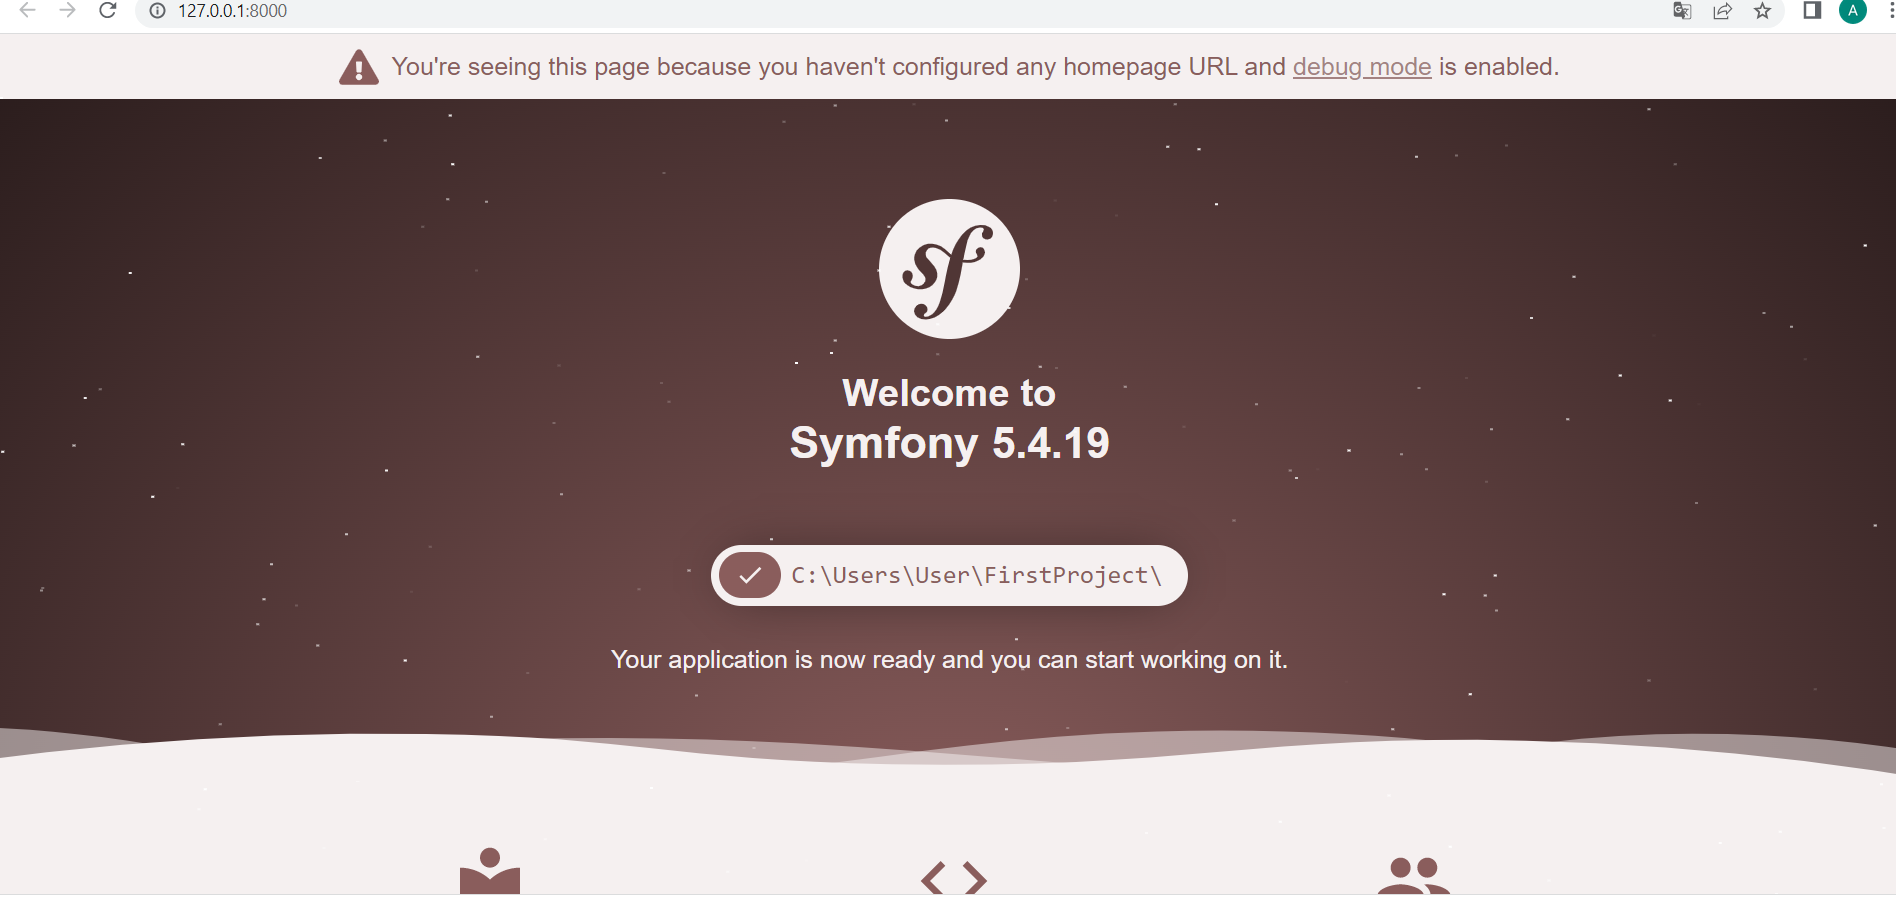 127.0.0.1:8000
A
You're seeing this page because you haven't configured any homepage URL and debug mode is enabled.
sf
Welcome to
Symfony 5.4.19
C:\Users\User\FirstProject\
Your application is now ready and you can start working on it.